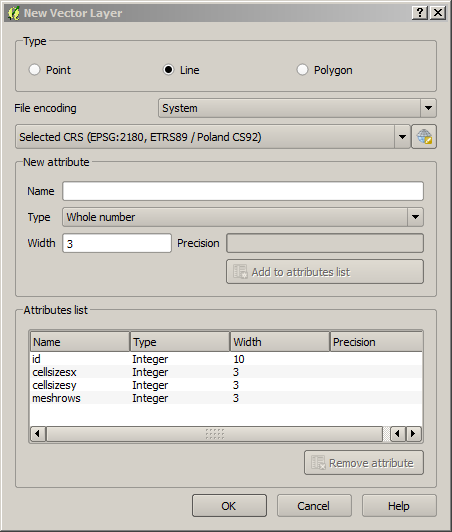 New Vector Layer
Type
Point Line Polygon
File encoding System
Selected CRS (EPSG:2180, ETRS89 / Poland CS92)
New attribute
Name
Type Whole number
Width 3 Precision
Add to attributes list
Attributes list
Name Type Width Precision
id Integer 10
cellsizesx Integer 3
cellsizesy Integer 3
meshrows Integer 3
Remove attribute
OK Cancel Help